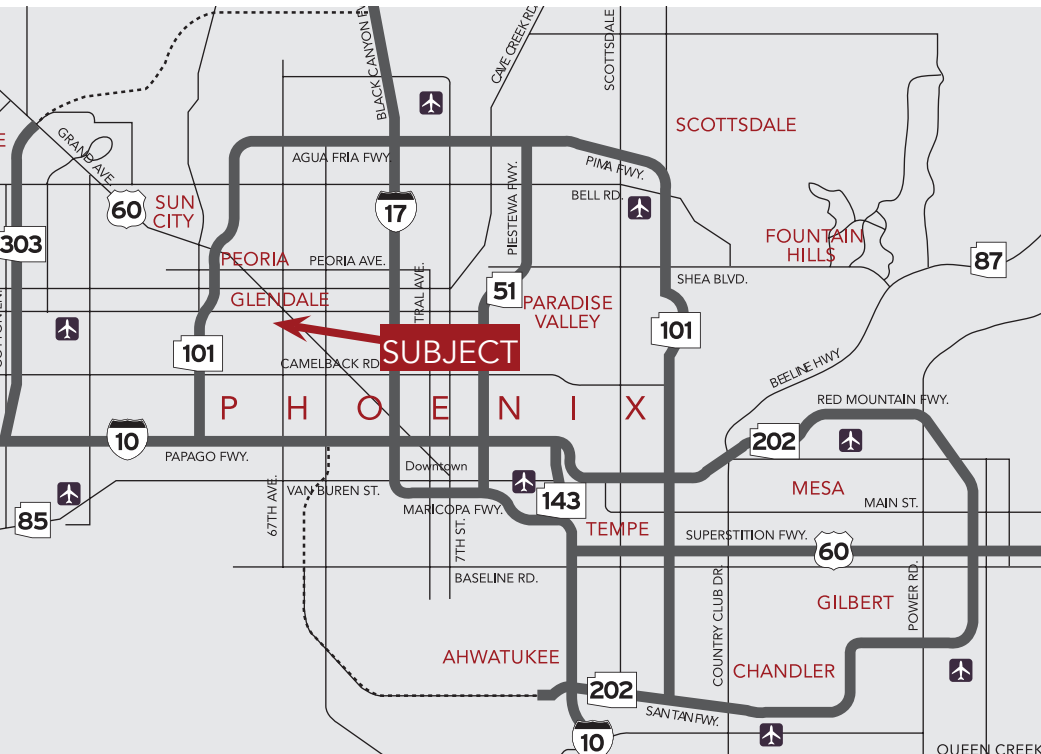 BLACK CANYON F
CAVE CREEK RD.
SCOTTSDALE
SCOTTSDALE
GRAND AVE.
AGUA FRIA FWY.
PIESTEWA FWY.
PIMA FWY.
BELL RD.
60
SUN
CITY
17
FOUNTAIN
HILLS
303
PEORIA
PEORIA AVE.
87
SHEA BLVD.
GLENDALE
51
PARADISE
VALLEY
TRAL AVE.
101
SUBJECT
101
CAMELBACK RD
BEELINE HWY
PHOENIX
RED MOUNTAIN FWY.
10
202
PAPAGO FWY.
Downtown
67TH AVE.
VAN BUREN ST.
MARICOPA FWY.
143
MESA
MAIN ST.
85
7TH ST.
TEMPE
SUPERSTITION FWY.
60
BASELINE RD.
COUNTRY CLUB DR.
POWER RD.
GILBERT
AHWATUKEE
CHANDLER
202
SANTAN FWY.
10
QUEEN CREEK